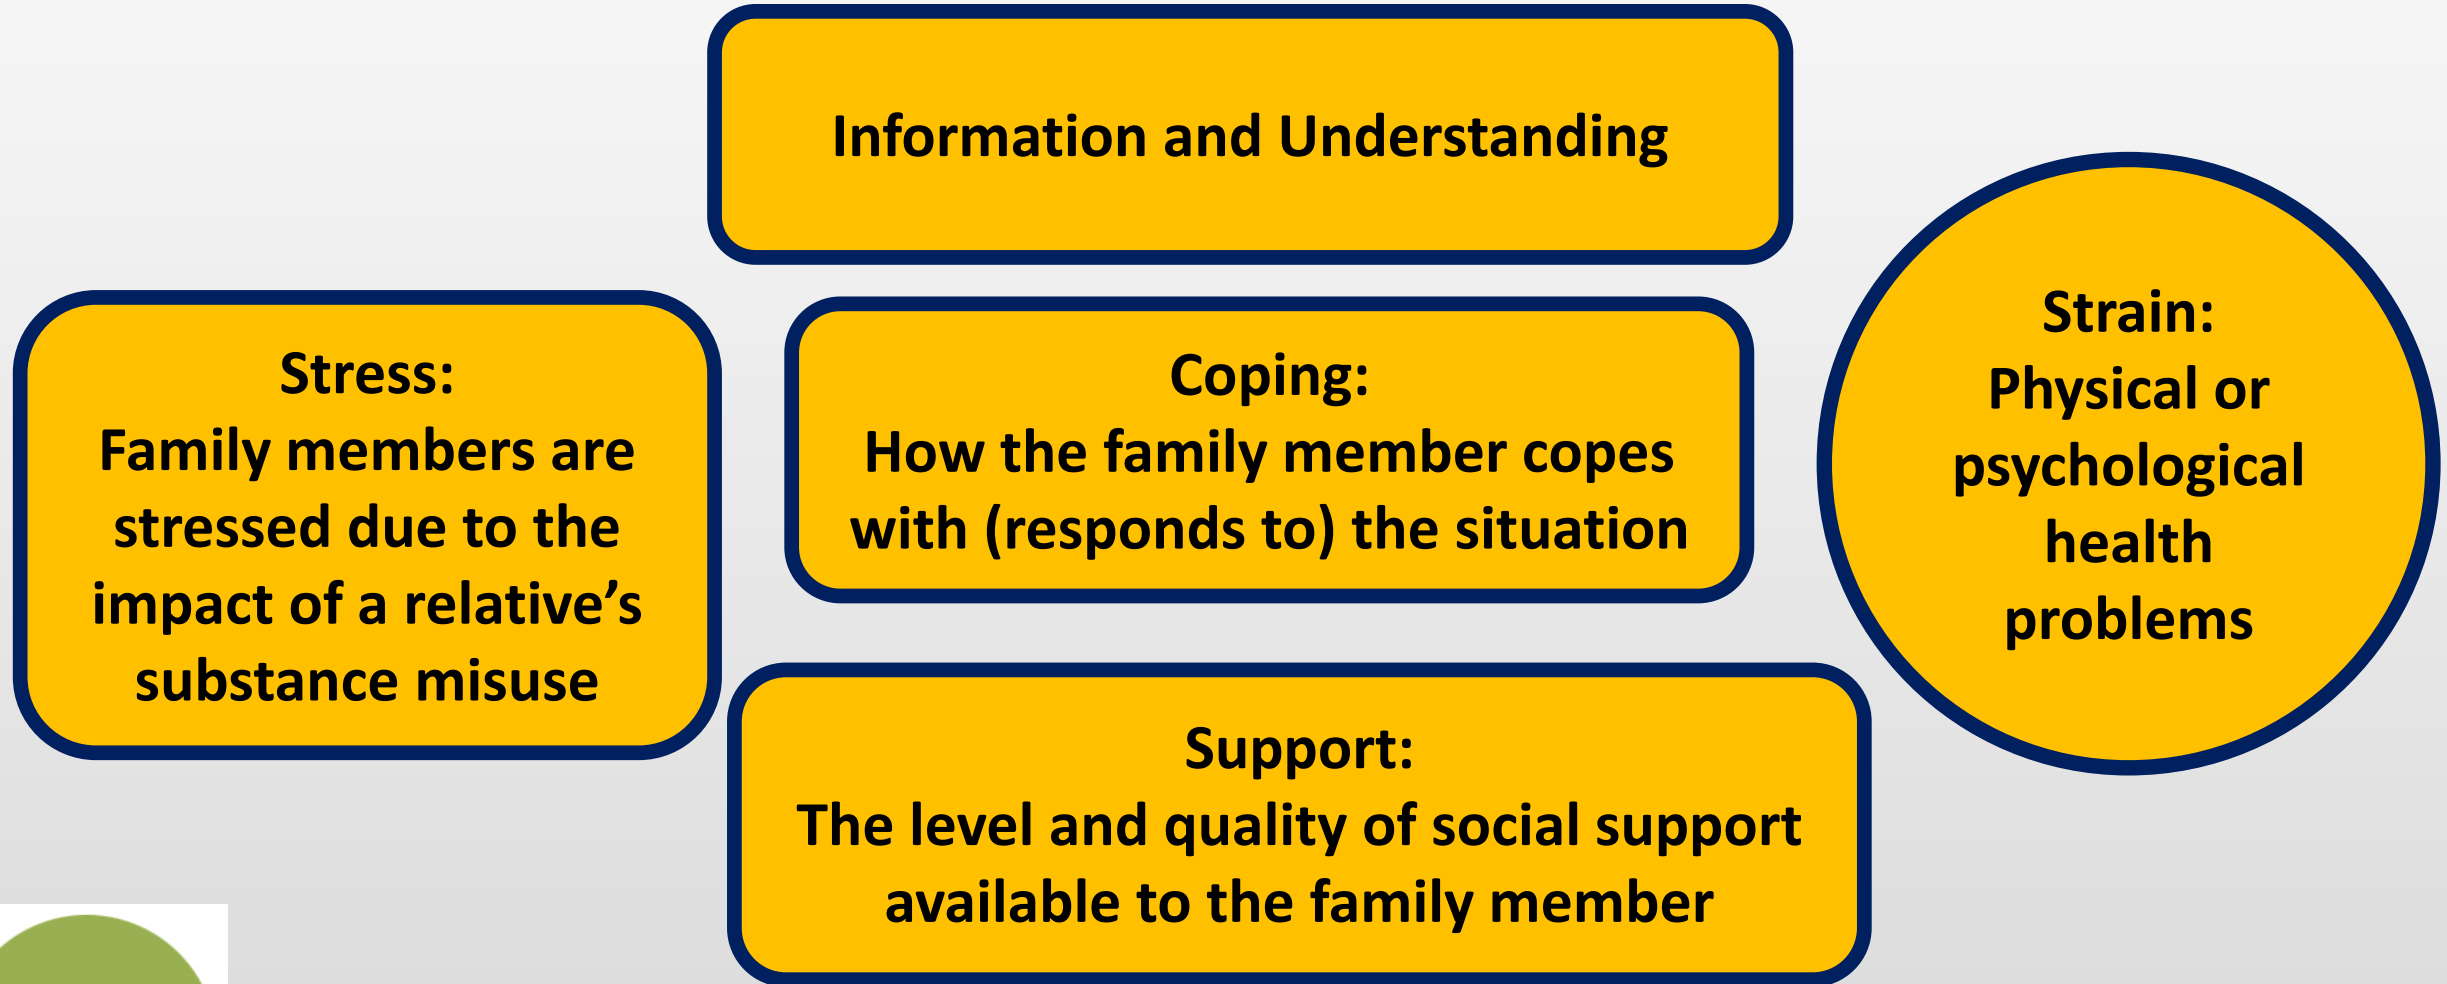 Information and Understanding
Stress:
Family members are
stressed due to the
impact of a relative’s
substance misuse
Coping:
How the family member copes
with (responds to) the situation
Support:
The level and quality of social support
available to the family member
Strain:
Physical or
psychological
health
problems